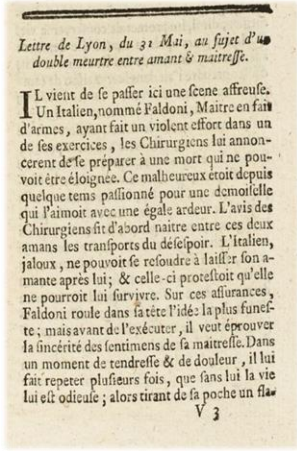 Lettre de Lyon, du 31 Mai, au ſujet d'un
double meurtre entre amant & maitreſſe.
IL vient de ſe paſſer ici une ſcene affreuſe.
Un Italien, nommé Faldoni, Maitre en fait
d'armes, ayant fait un violent effort dans un
de ſes exercices, les Chirurgiens lui annon-
cerent de ſe préparer à une mort qui ne pou-
voit être éloignée. Ce malheureux étoit depuis
quelque tems paſſionné pour une demoiſelle
qui l'aimoit avec une égale ardeur. L'avis des
Chirurgiens fit d'abord naitre entre ces deux
amans les transports du déſeſpoir. L'italien,
jaloux, ne pouvoit ſe reſoudre à laiſſer ſon a-
mante après lui; & celle-ci proteſtoit qu'elle
ne pourroit lui ſurvivre. Sur ces aſſurances,
Faldoni roule dans ſa tête l'idée la plus funeſ-
te; mais avant de l'exécuter, il veut éprouver
la ſincérité des ſentimens de ſa maitreſſe. Dans
un moment de tendreſſe & de douleur, il lui
fait repeter pluſieurs fois, que ſans lui la vie
lui eſt odieuſe; alors tirant de ſa poche un fla-
V 3